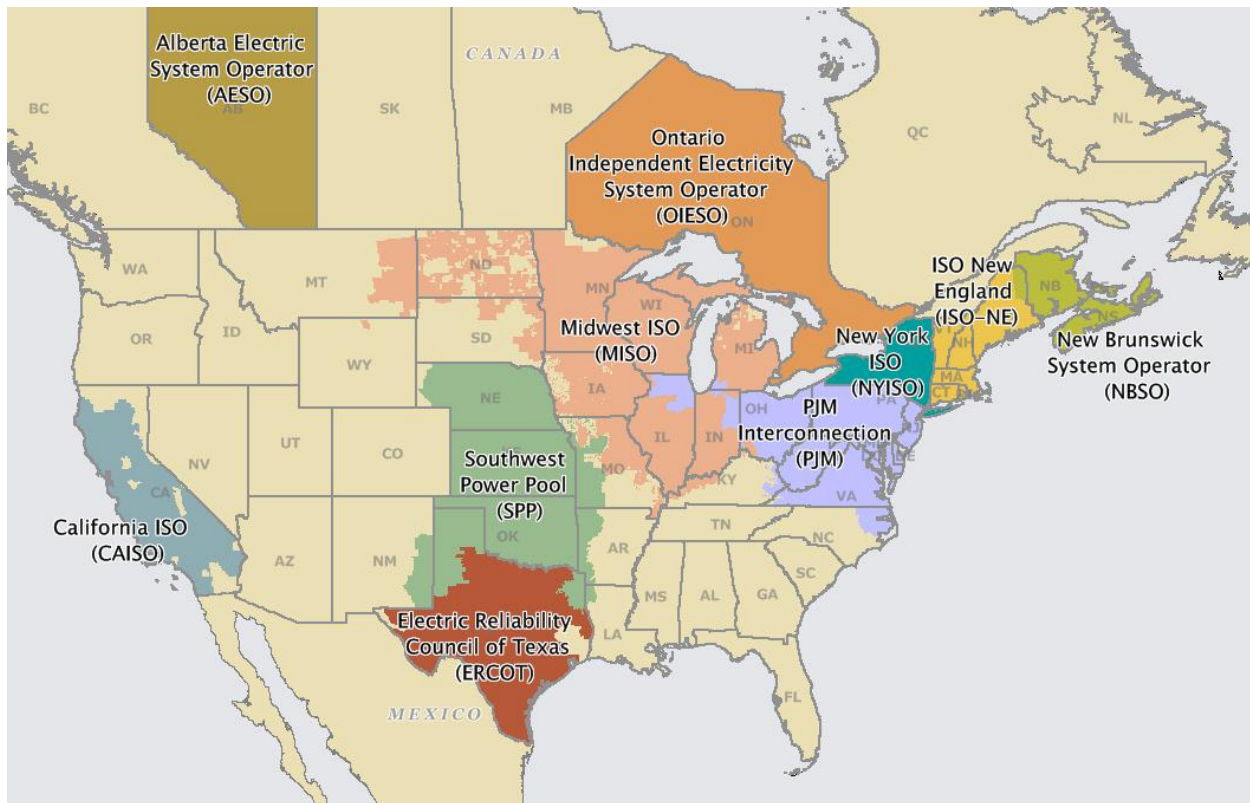 Alberta Electric
System Operator
(AESO)
AB
CANADA
BC
SK
MB
QC
NL
Ontario
Independent Electricity
System Operator
(OIESO)
ON
WA
MT
ND
MN
WI
OR
ID
SD
WY
Midwest ISO
(MISO)
MI
New York
ISO
(NYISO)
ISO New
England
(ISO-NE)
VT
NH
MA
CT
NB
NS
New Brunswick
System Operator
(NBSO)
NE
IA
IL
IN
OH
PA
NJ
DE
PJM
Interconnection
(PJM)
NV
UT
CO
CA
California ISO
(CAISO)
Southwest
Power Pool
(SPP)
MO
KY
VA
AZ
NM
OK
AR
TN
NC
SC
MS
AL
GA
LA
FL
Electric Reliability
Council of Texas
(ERCOT)
MEXICO